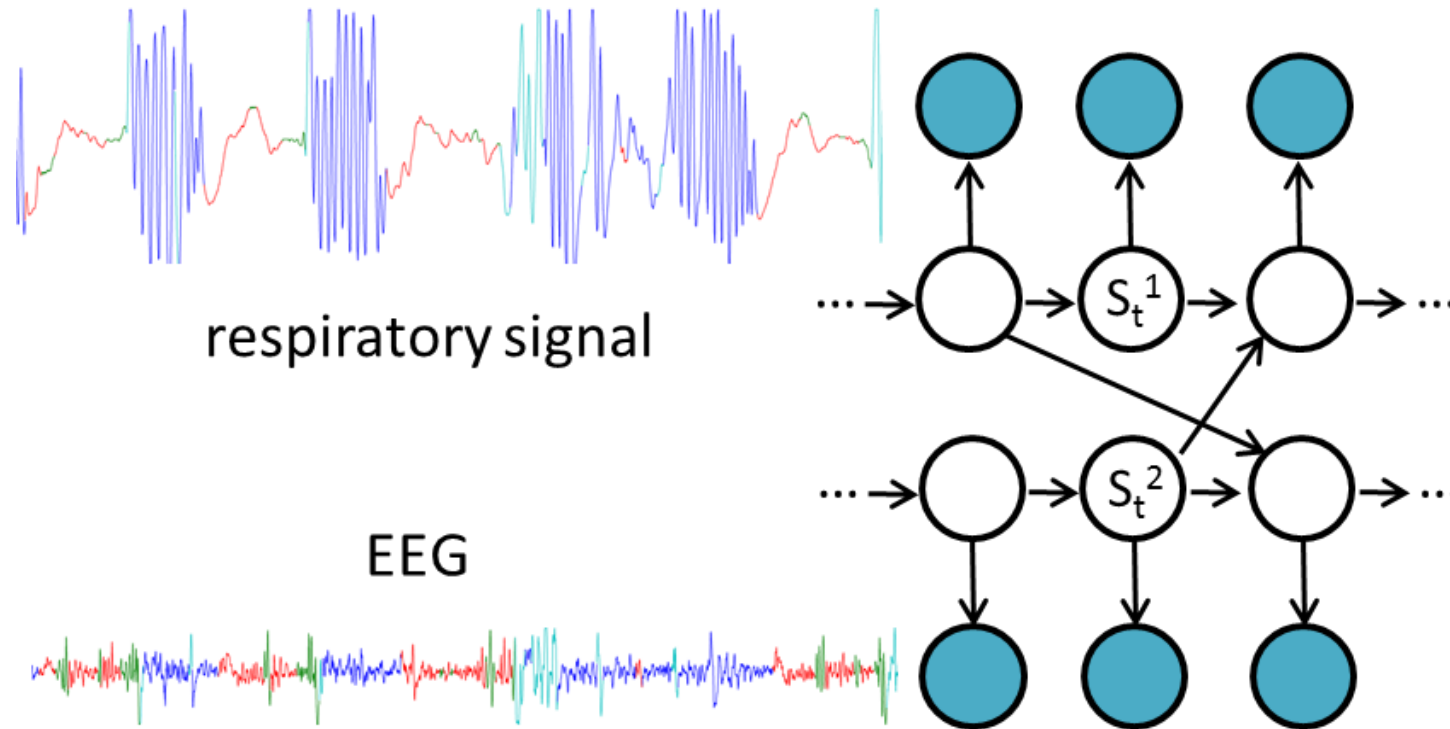 ... S_t^1 ...
respiratory signal
... S_t^2 ...
EEG